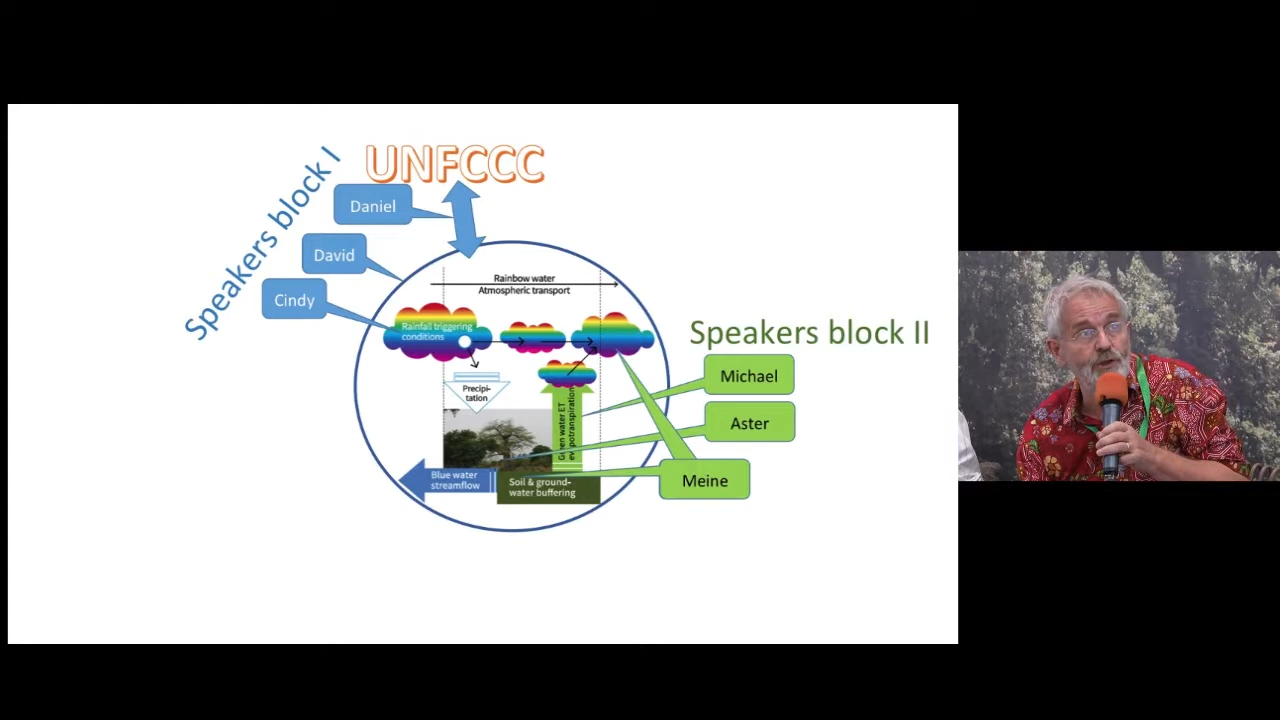 UNFCCC
Speakers block I
Daniel
David
Cindy
Rainbow water
Atmospheric transport
Rainfall triggering
conditions
Precipi-
tation
Green water ET
evapotranspiration
Blue water
streamflow
Soil & ground-
water buffering
Speakers block II
Michael
Aster
Meine